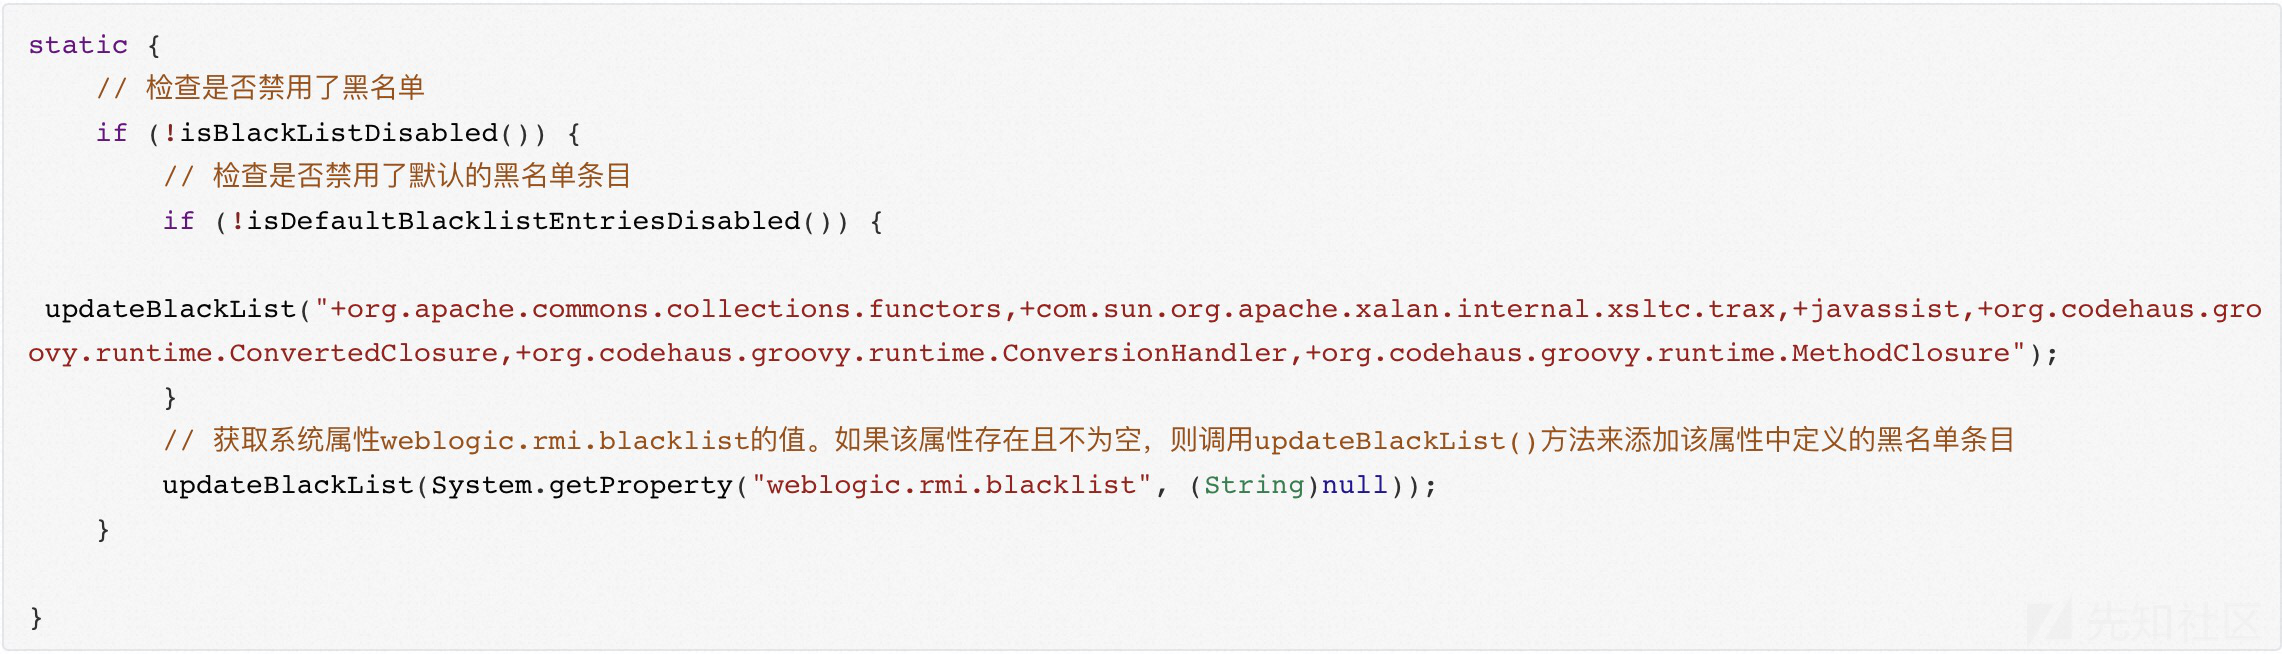 static {
// 检查是否禁用了黑名单
if (!isBlackListDisabled()) {
// 检查是否禁用了默认的黑名单条目
if (!isDefaultBlacklistEntriesDisabled()) {
updateBlackList("+org.apache.commons.collections.functors,+com.sun.org.apache.xalan.internal.xsltc.trax,+javassist,+org.codehaus.gro
ovy.runtime.ConvertedClosure,+org.codehaus.groovy.runtime.ConversionHandler,+org.codehaus.groovy.runtime.MethodClosure");
}
// 获取系统属性weblogic.rmi.blacklist的值。如果该属性存在且不为空，则调用updateBlackList()方法来添加该属性中定义的黑名单条目
updateBlackList(System.getProperty("weblogic.rmi.blacklist", (String)null));
}
}
先知社区